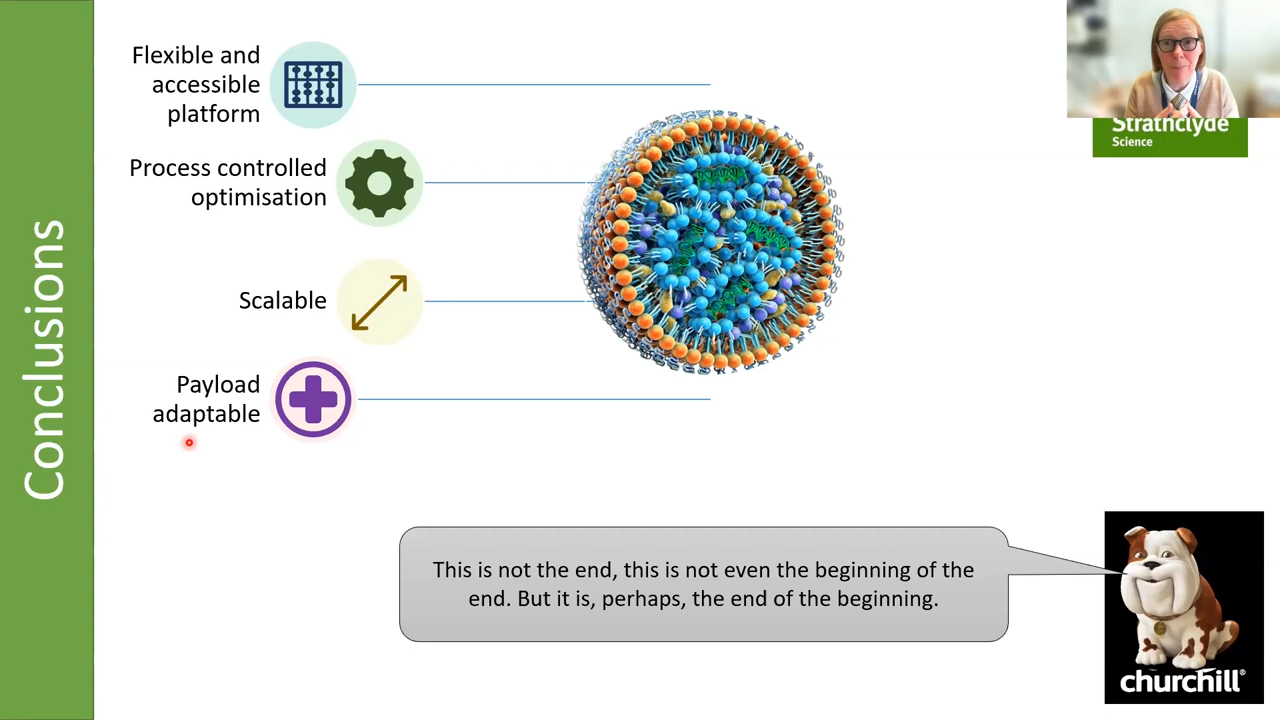 Conclusions
Flexible and
accessible
platform
Process controlled
optimisation
Scalable
Payload
adaptable
Strathclyde
Science
This is not the end, this is not even the beginning of the
end. But it is, perhaps, the end of the beginning.
churchill®